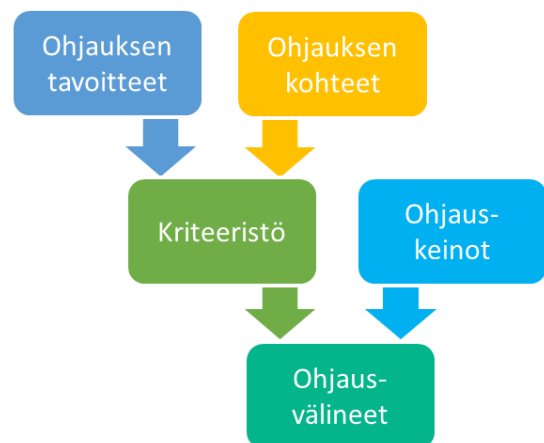 Ohjauksen
tavoitteet
Ohjauksen
kohteet
Kriteeristö
Ohjaus-
keinot
Ohjaus-
välineet